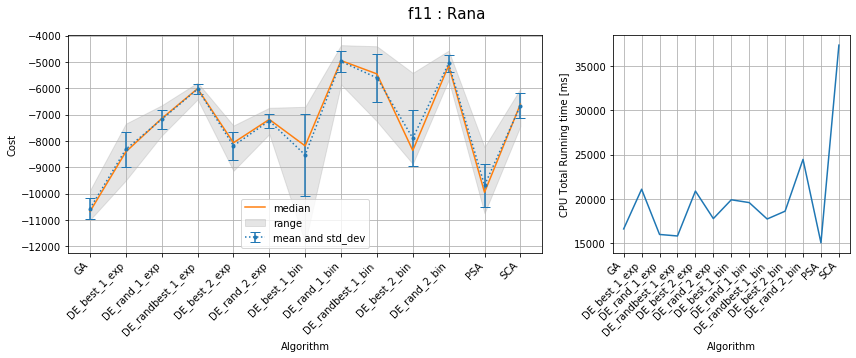 f11 : Rana
−4000
−5000
−6000
−7000
−8000
−9000
−10000
−11000
−12000
Cost
median
range
mean and std_dev
GA
DE_best_1_exp
DE_rand_1_exp
DE_randbest_1_exp
DE_best_2_exp
DE_rand_2_exp
DE_best_1_bin
DE_rand_1_bin
DE_randbest_1_bin
DE_best_2_bin
DE_rand_2_bin
PSA
SCA
Algorithm
CPU Total Running time [ms]
35000
30000
25000
20000
15000
GA
DE_best_1_exp
DE_rand_1_exp
DE_randbest_1_exp
DE_best_2_exp
DE_rand_2_exp
DE_best_1_bin
DE_rand_1_bin
DE_randbest_1_bin
DE_best_2_bin
DE_rand_2_bin
PSA
SCA
Algorithm